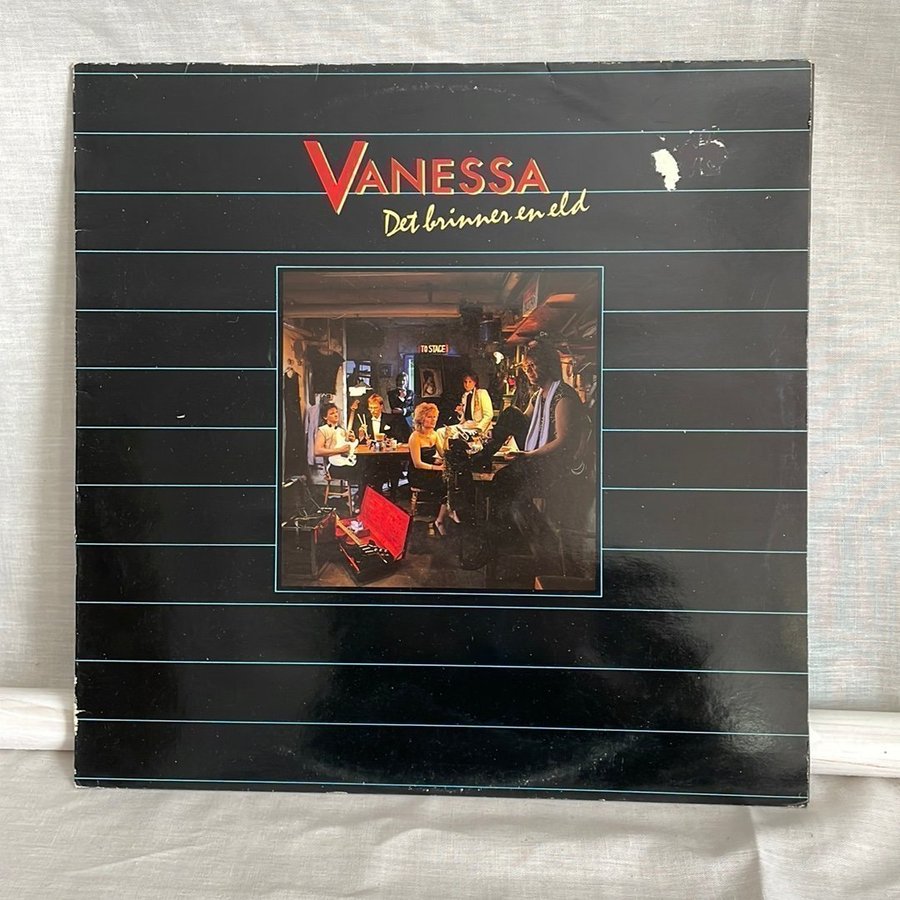 VANESSA
Det brinner en eld
TO STAGE